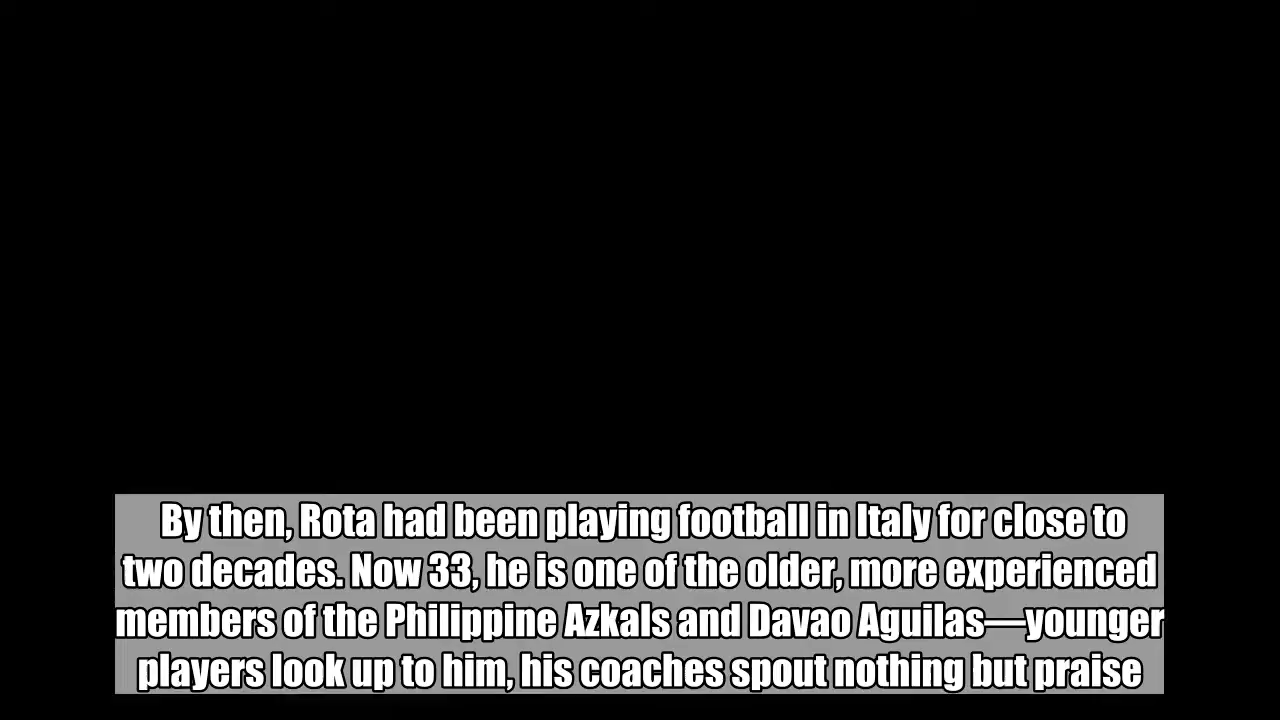 By then, Rota had been playing football in Italy for close to
two decades. Now 33, he is one of the older, more experienced
members of the Philippine Azkals and Davao Aguilas—younger
players look up to him, his coaches spout nothing but praise